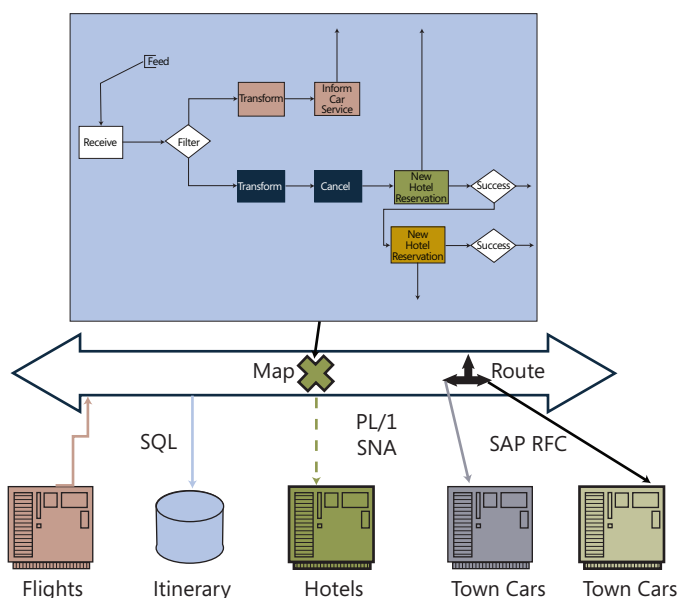 Feed
Receive
Filter
Transform
Inform
Car
Service
Transform
Cancel
New
Hotel
Reservation
Success
New
Hotel
Reservation
Success
Map
Route
SQL
PL/1
SNA
SAP RFC
Flights
Itinerary
Hotels
Town Cars
Town Cars